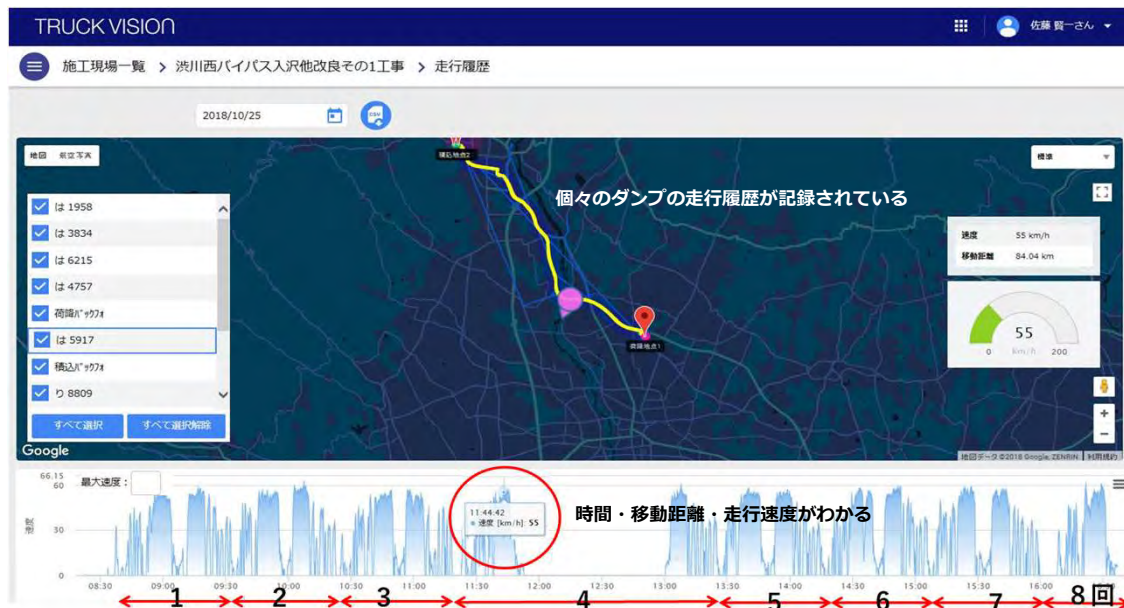 TRUCK VISION
佐藤 賢一さん
施工現場一覧 > 渋川西バイパス入沢他改良その1工事 > 走行履歴
2018/10/25
CSV
地図 航空写真
積込地点2
標準
個々のダンプの走行履歴が記録されている
は 1958
は 3834
は 6215
は 4757
荷降バックフォ
は 5917
積込バックフォ
り 8809
すべて選択 すべて選択解除
速度 55 km/h
移動距離 84.04 km
55
km/h
0 200
荷降地点1
Google
地図データ ©2018 Google, ZENRIN 利用規約
66.15
60
30
0
速度
最大速度:
11:44:42
速度 [km/h]: 55
時間・移動距離・走行速度がわかる
08:30 09:00 09:30 10:00 10:30 11:00 11:30 12:00 12:30 13:00 13:30 14:00 14:30 15:00 15:30 16:00
1 2 3 4 5 6 7 8回